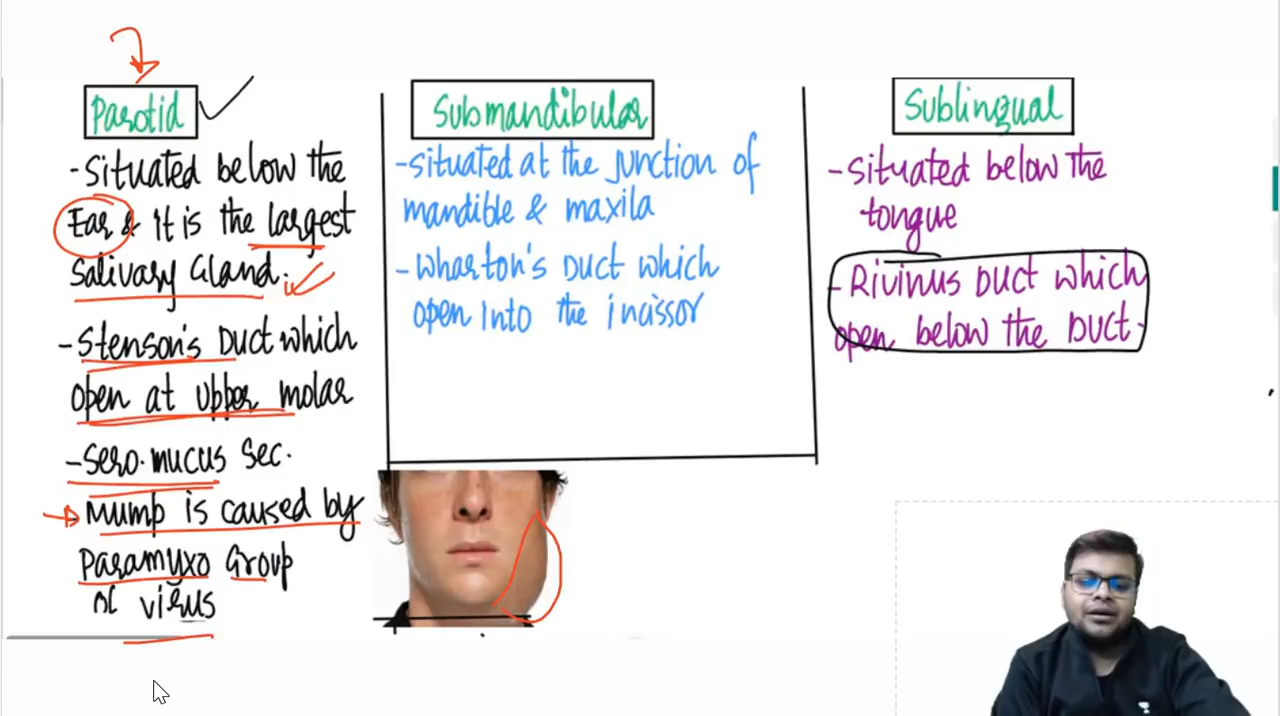 Parotid
- Situated below the
Ear & it is the largest
Salivary Gland.
- Stenson's Duct which
open at upper molar
- Sero.mucus Sec.
- Mump is caused by
Paramyxo Group
of virus
Submandibular
- situated at the junction of
mandible & maxila
- Wharton's Duct which
open into the incissor
Sublingual
- Situated below the
tongue
- Rivinus Duct which
open below the Duct.